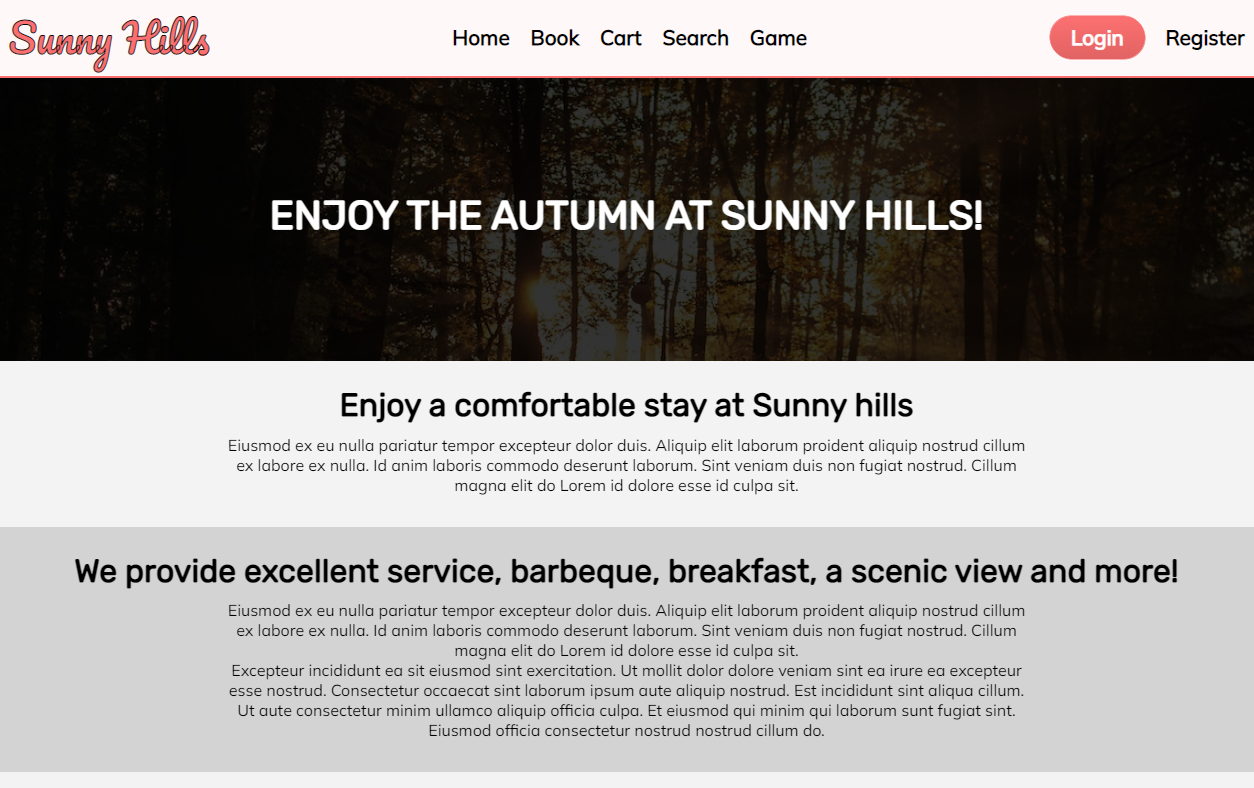 Sunny Hills
Home Book Cart Search Game
Login Register
ENJOY THE AUTUMN AT SUNNY HILLS!
Enjoy a comfortable stay at Sunny hills
Eiusmod ex eu nulla pariatur tempor excepteur dolor duis. Aliquip elit laborum proident aliquip nostrud cillum
ex labore ex nulla. Id anim laboris commodo deserunt laborum. Sint veniam duis non fugiat nostrud. Cillum
magna elit do Lorem id dolore esse id culpa sit.
We provide excellent service, barbeque, breakfast, a scenic view and more!
Eiusmod ex eu nulla pariatur tempor excepteur dolor duis. Aliquip elit laborum proident aliquip nostrud cillum
ex labore ex nulla. Id anim laboris commodo deserunt laborum. Sint veniam duis non fugiat nostrud. Cillum
magna elit do Lorem id dolore esse id culpa sit.
Excepteur incididunt ea sit eiusmod sint exercitation. Ut mollit dolor dolore veniam sint ea irure ea excepteur
esse nostrud. Consectetur occaecat sint laborum ipsum aute aliquip nostrud. Est incididunt sint aliqua cillum.
Ut aute consectetur minim ullamco aliquip officia culpa. Et eiusmod qui minim qui laborum sunt fugiat sint.
Eiusmod officia consectetur nostrud nostrud cillum do.